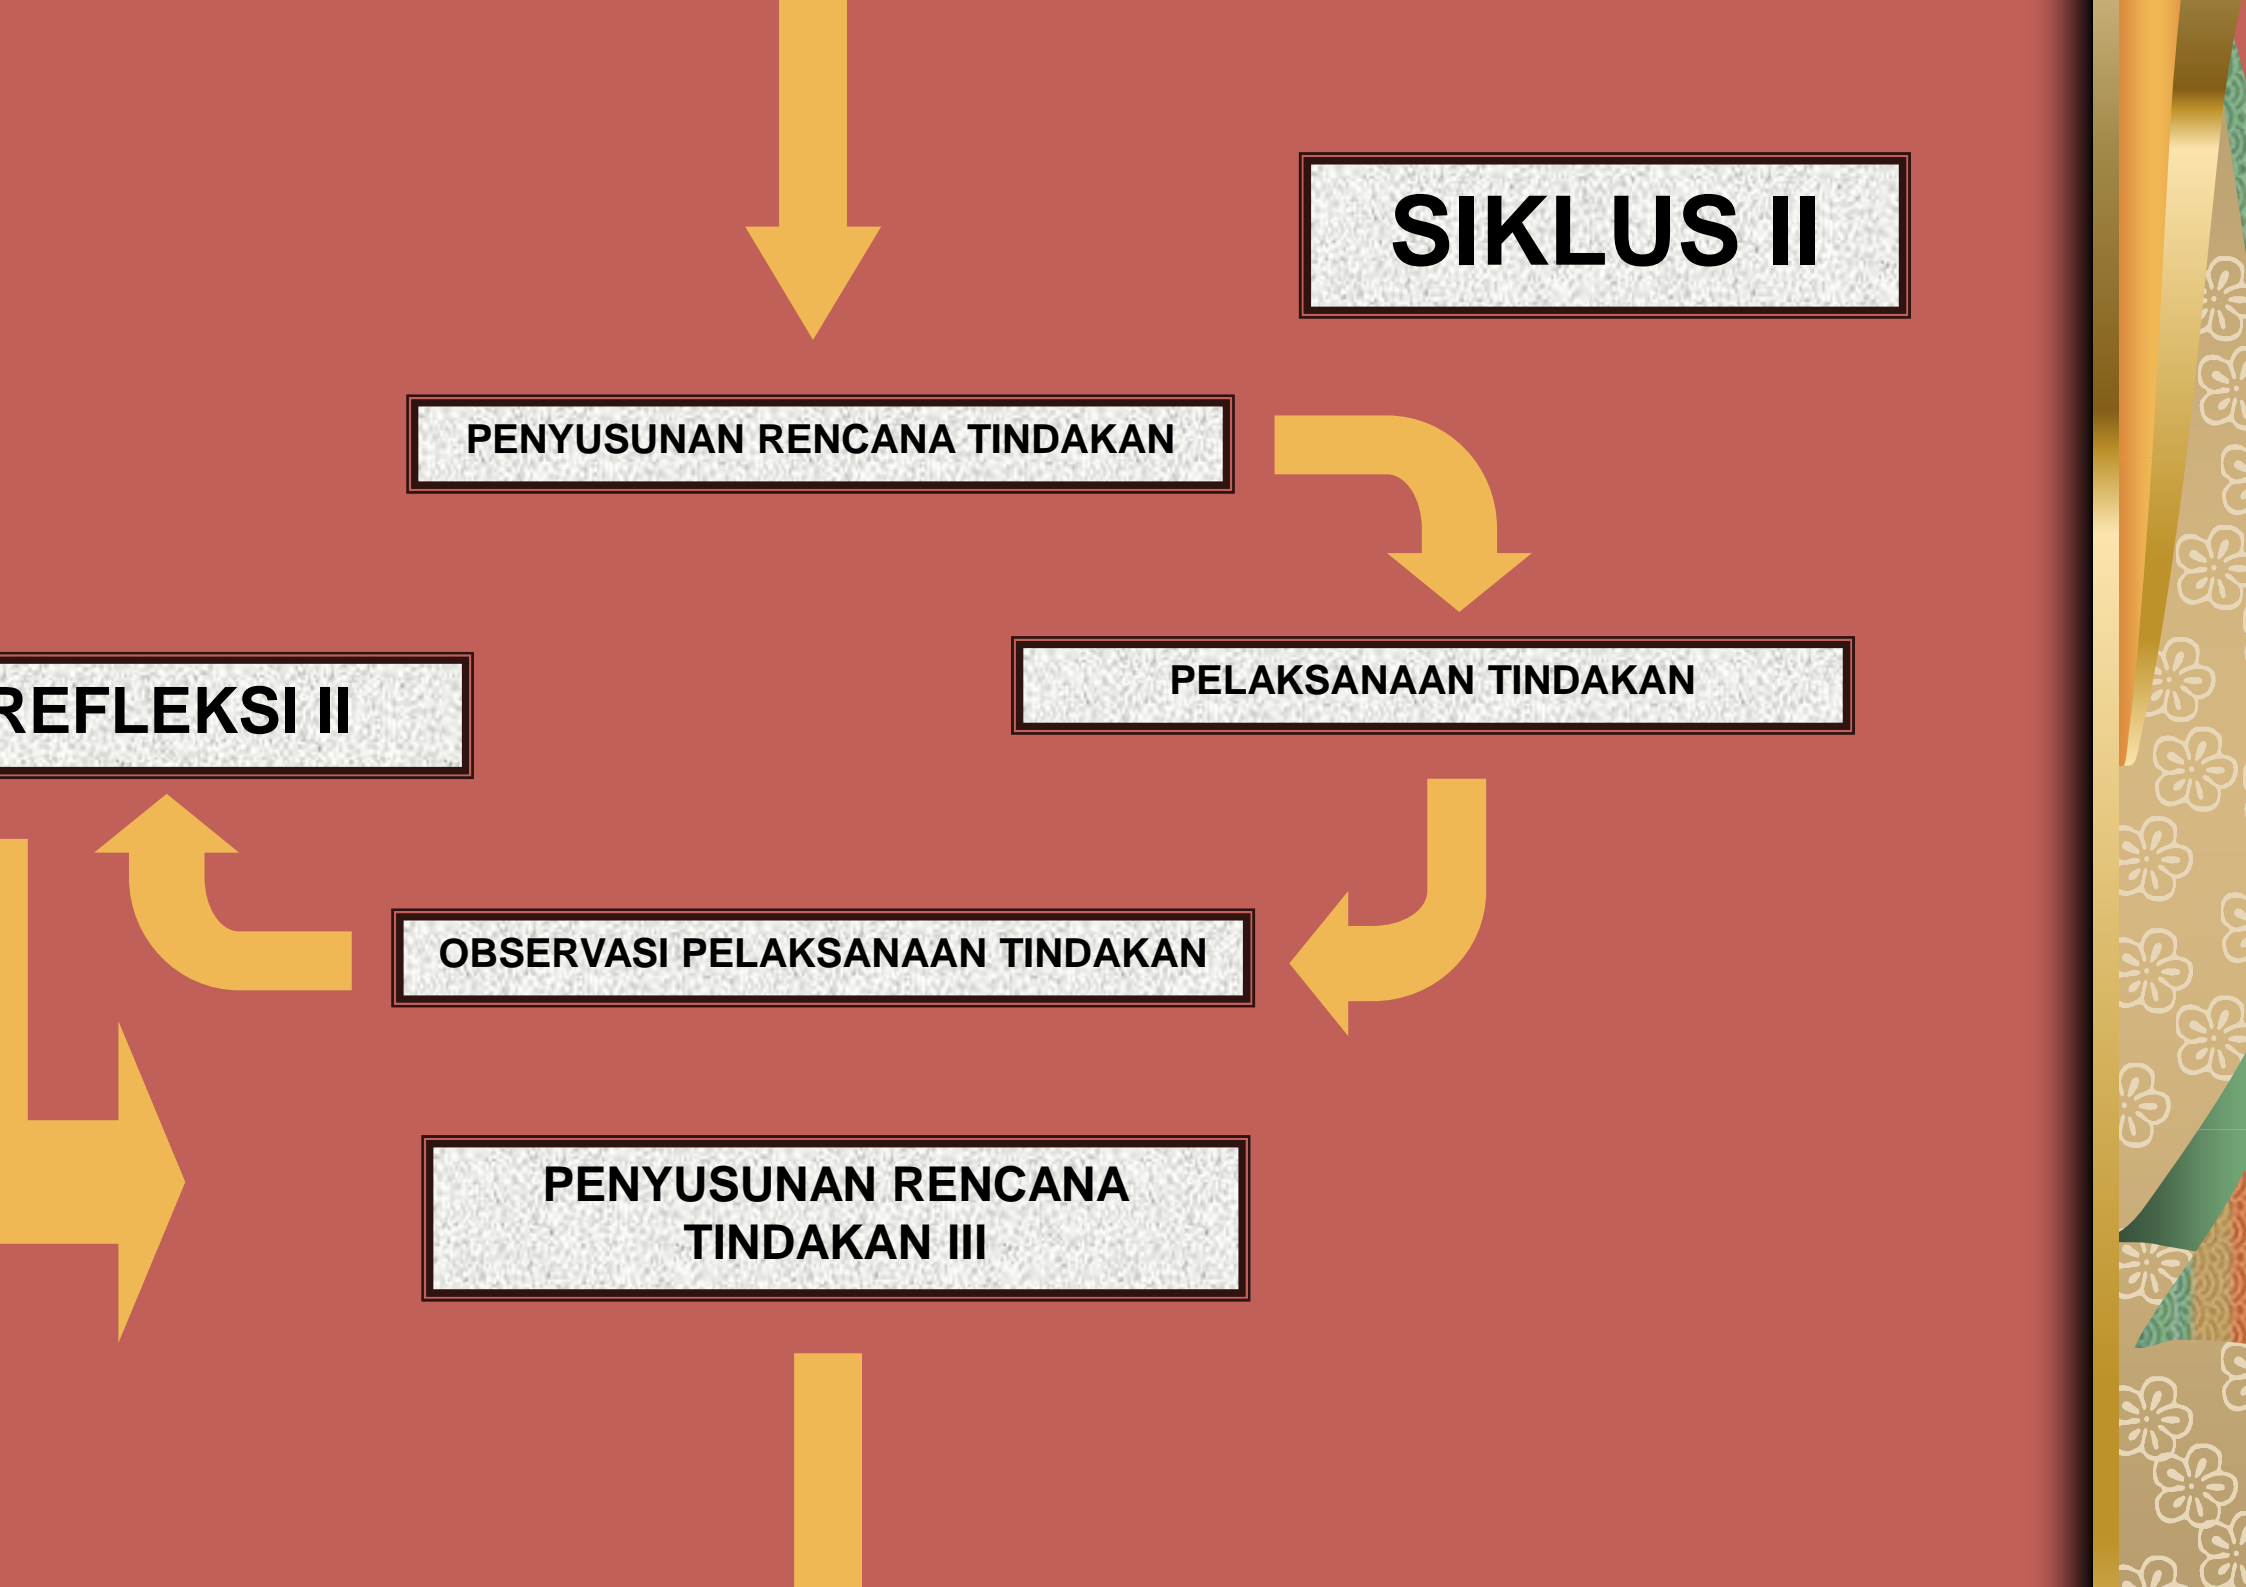 SIKLUS II
PENYUSUNAN RENCANA TINDAKAN
PELAKSANAAN TINDAKAN
REFLEKSI II
OBSERVASI PELAKSANAAN TINDAKAN
PENYUSUNAN RENCANA
TINDAKAN III